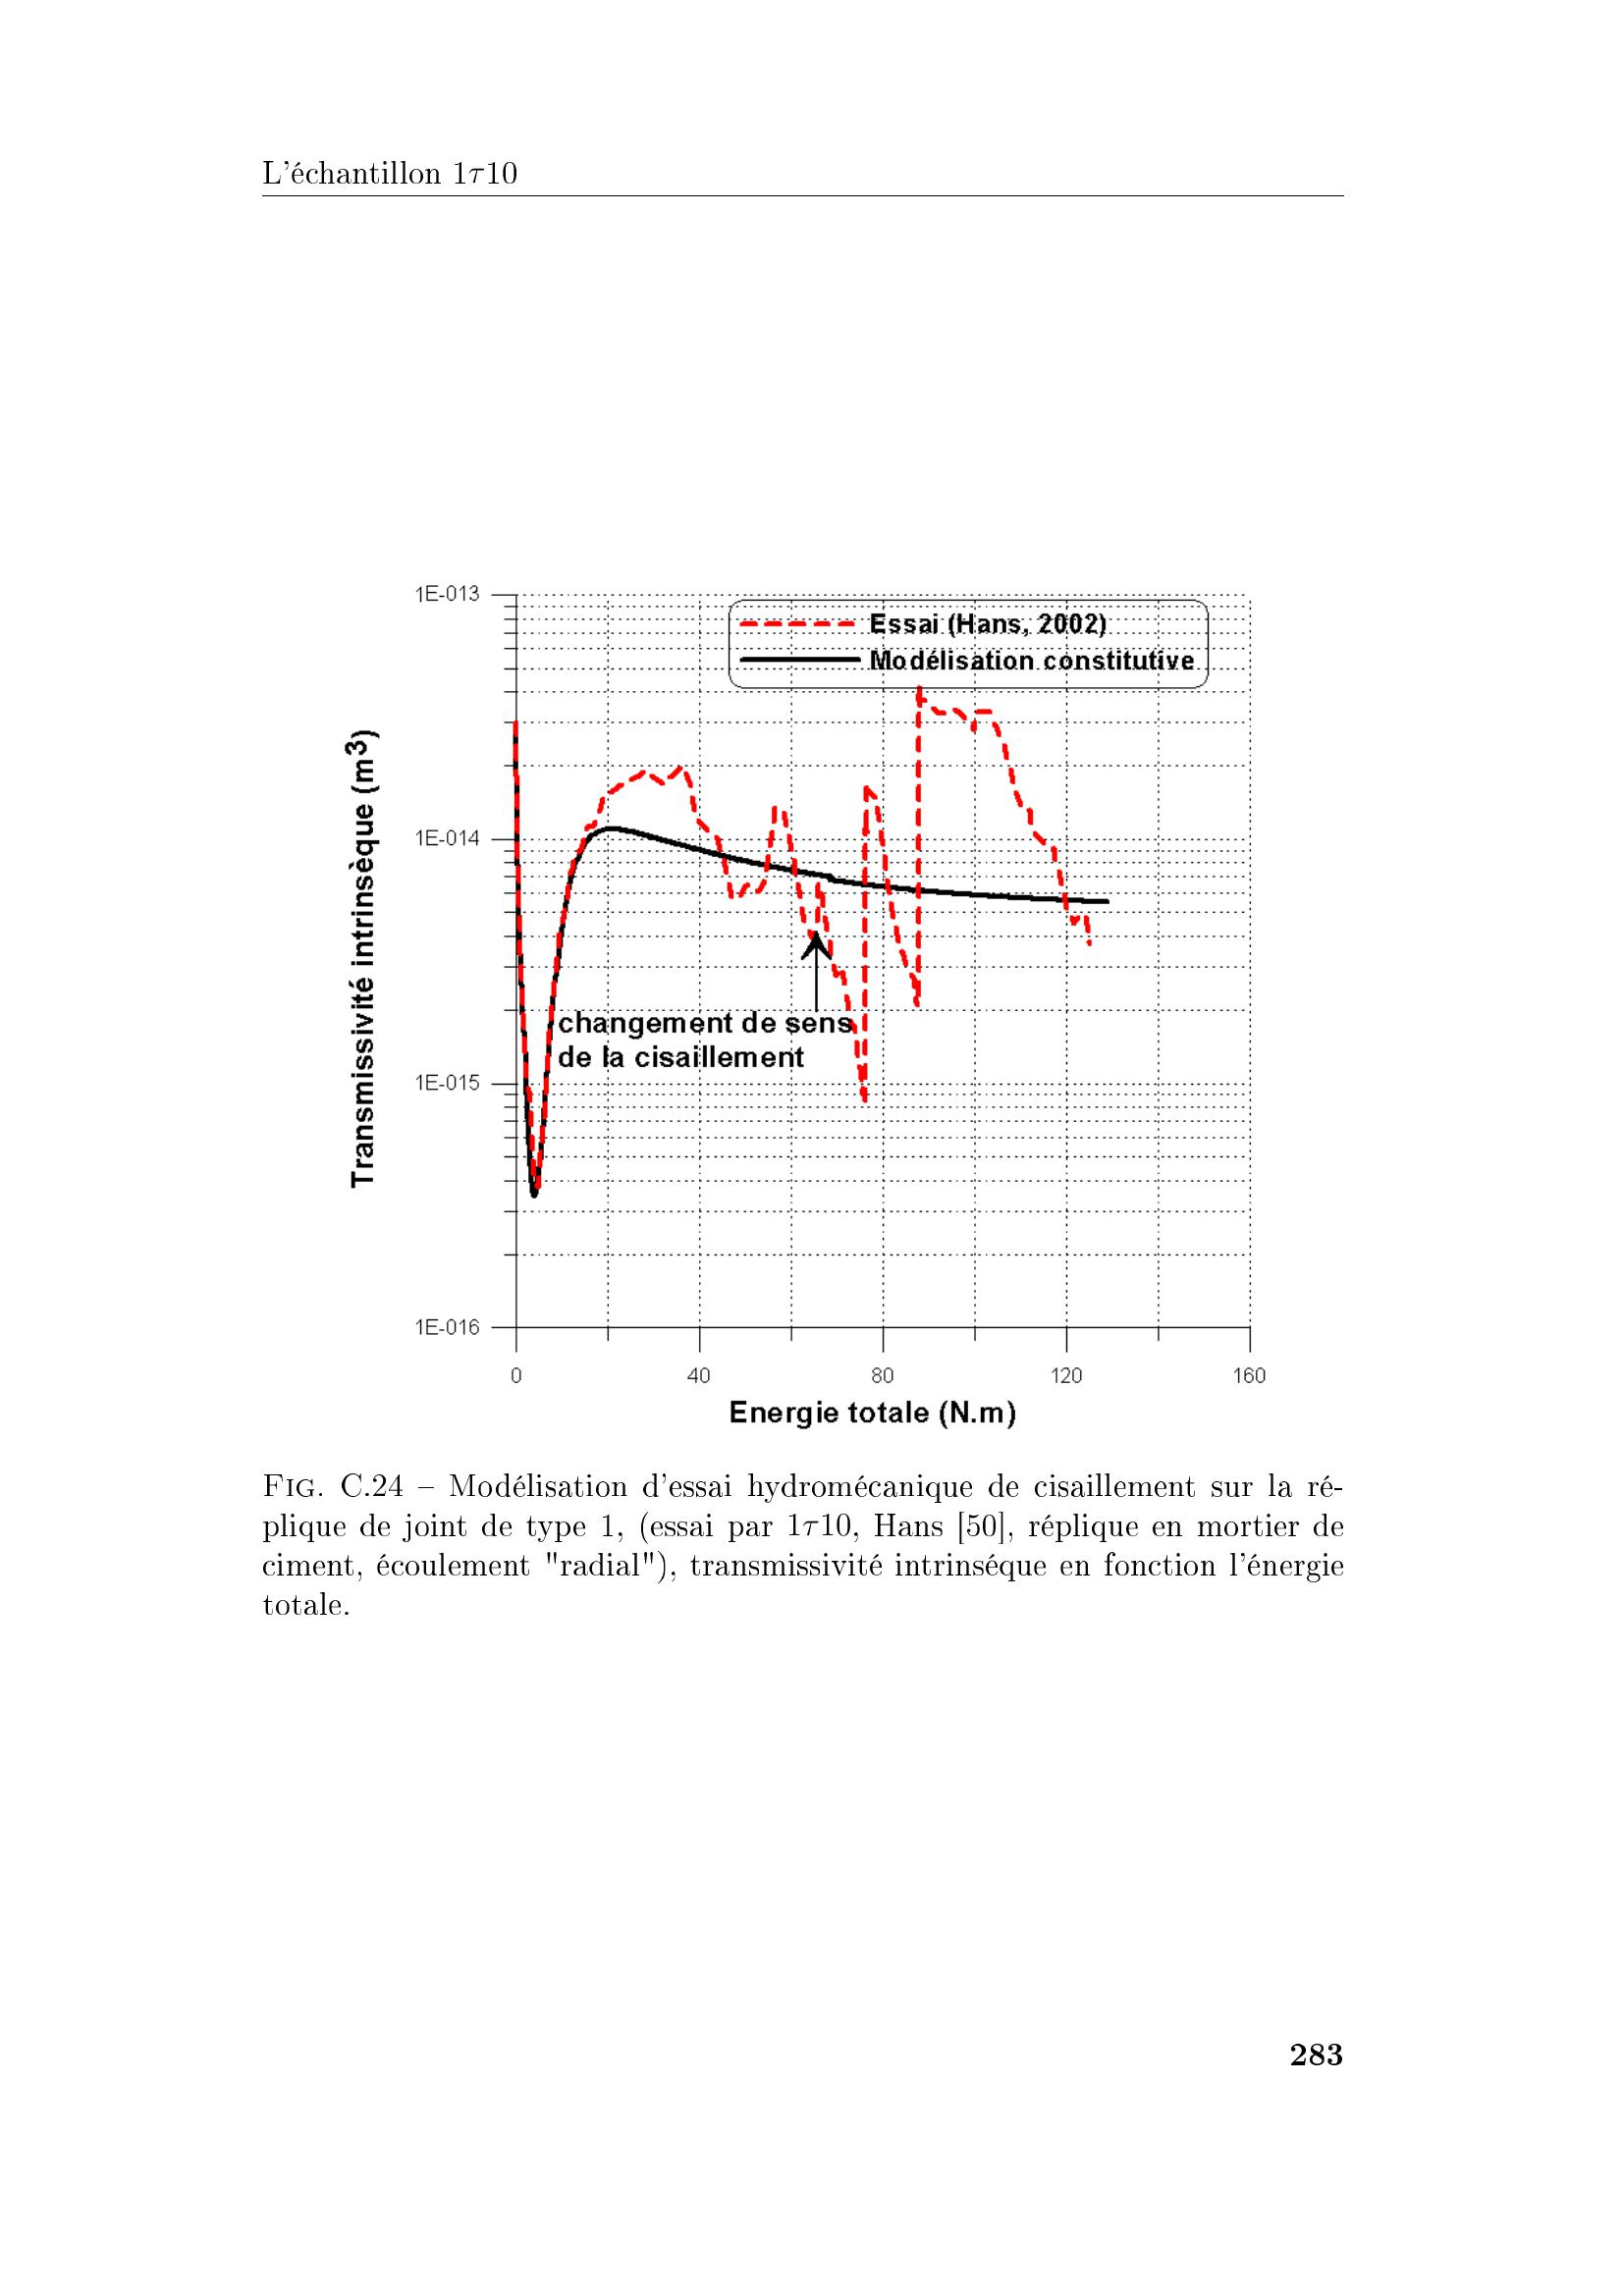 L'échantillon 1τ10
1E-013
Essai (Hans, 2002)
Modélisation constitutive
Transmissivité intrinsèque (m³)
1E-014
changement de sens
de la cisaillement
1E-015
1E-016
0 40 80 120 160
Energie totale (N.m)
FIG. C.24 – Modélisation d'essai hydromécanique de cisaillement sur la ré-
plique de joint de type 1, (essai par 1τ10, Hans [50], réplique en mortier de
ciment, écoulement "radial"), transmissivité intrinséque en fonction l'énergie
totale.
283